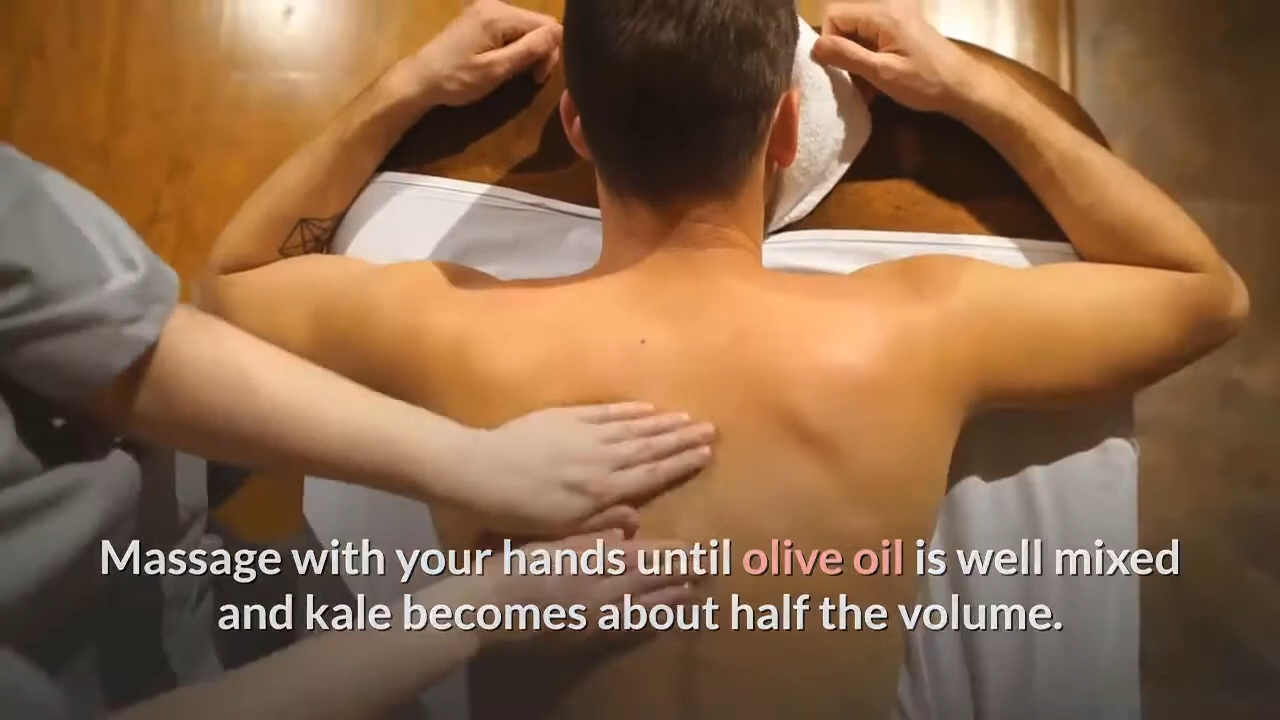 Massage with your hands until olive oil is well mixed
and kale becomes about half the volume.